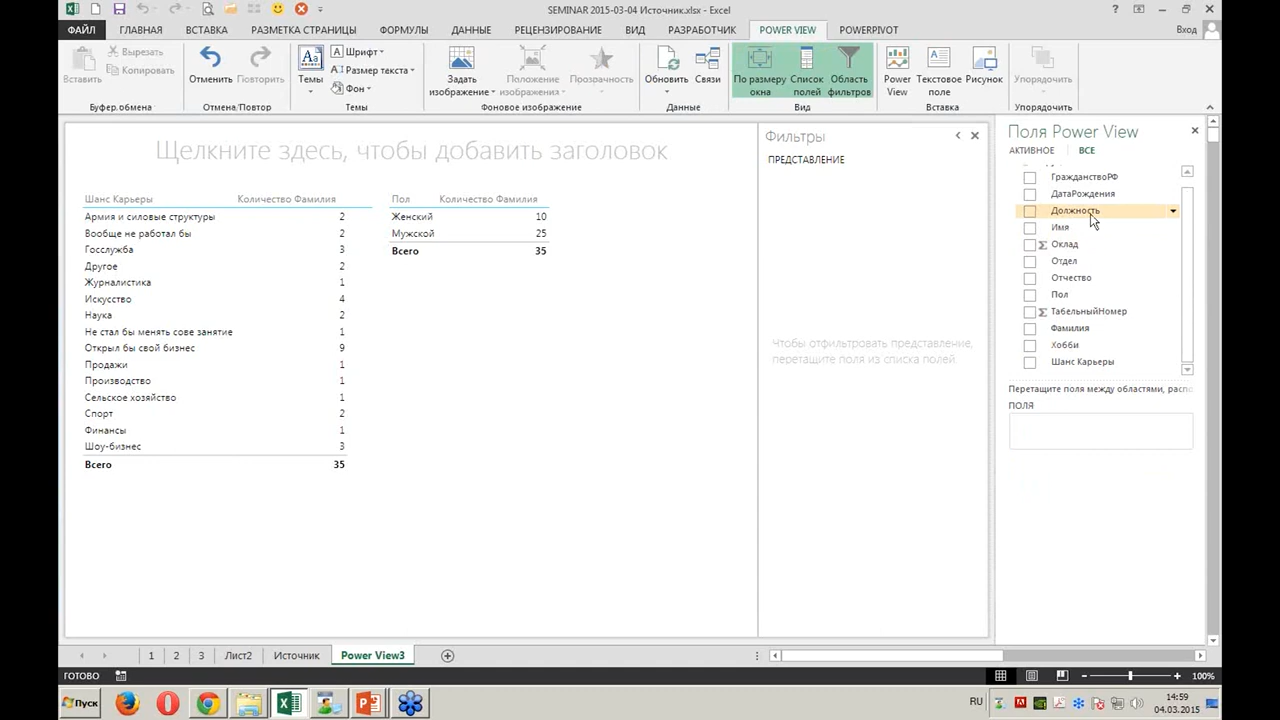 SEMINAR 2015-03-04 Источник.xlsx - Excel
ФАЙЛ ГЛАВНАЯ ВСТАВКА РАЗМЕТКА СТРАНИЦЫ ФОРМУЛЫ ДАННЫЕ РЕЦЕНЗИРОВАНИЕ ВИД РАЗРАБОТЧИК POWER VIEW POWERPIVOT Вход
Вставить
Вырезать
Копировать
Отменить Повторить
Темы
Шрифт
Размер текста
Фон
Задать изображение
Положение изображения
Прозрачность
Обновить Связи
По размеру окна
Список полей
Область фильтров
Power View
Текстовое поле
Рисунок
Упорядочить
Буфер.обмена Отмена/Повтор Темы Фоновое изображение Данные Вид Вставка Упорядочить
Щелкните здесь, чтобы добавить заголовок
Шанс Карьеры Количество Фамилия
Армия и силовые структуры 2
Вообще не работал бы 2
Госслужба 3
Другое 2
Журналистика 1
Искусство 4
Наука 2
Не стал бы менять сове занятие 1
Открыл бы свой бизнес 9
Продажи 1
Производство 1
Сельское хозяйство 1
Спорт 2
Финансы 1
Шоу-бизнес 3
Всего 35
Пол Количество Фамилия
Женский 10
Мужской 25
Всего 35
Фильтры
ПРЕДСТАВЛЕНИЕ
Чтобы отфильтровать представление,
перетащите поля из списка полей.
Поля Power View
АКТИВНОЕ ВСЕ
ГражданствоРФ
ДатаРождения
Должность
Имя
Σ Оклад
Отдел
Отчество
Пол
Σ ТабельныйНомер
Фамилия
Хобби
Шанс Карьеры
Перетащите поля между областями, распо
ПОЛЯ
1 2 3 Лист2 Источник Power View3
ГОТОВО 100%
Пуск RU 14:59
04.03.2015